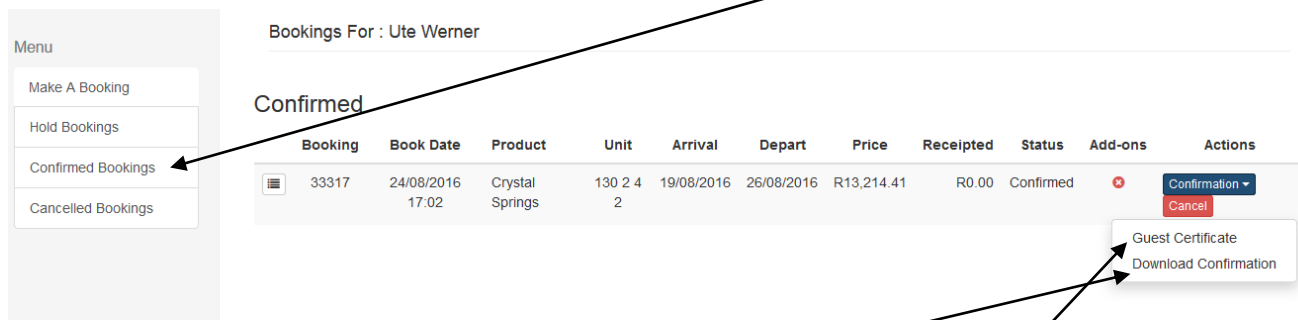 Bookings For : Ute Werner
Menu
Make A Booking
Hold Bookings
Confirmed Bookings
Cancelled Bookings
Confirmed
Booking Book Date Product Unit Arrival Depart Price Receipted Status Add-ons Actions
33317 24/08/2016 Crystal 130 2 4 19/08/2016 26/08/2016 R13,214.41 R0.00 Confirmed Confirmation
17:02 Springs 2 Cancel
Guest Certificate
Download Confirmation